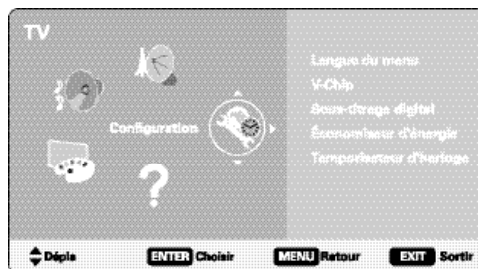 TV
Configuration
Langue du menu
V-Chip
Sous-titrage digital
Économiseur d'énergie
Temporisateur d'horloge
?
Dépla ENTER Choisir MENU Retour EXIT Sortir